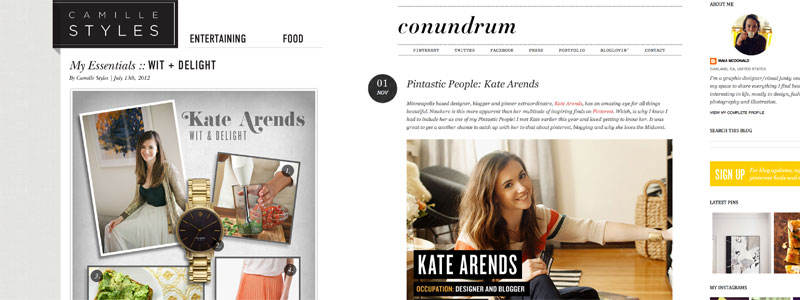 CAMILLE
STYLES
ENTERTAINING
FOOD
My Essentials :: WIT + DELIGHT
By Camille Styles | July 13th, 2012
Kate Arends
WIT & DELIGHT
1.
2.
3.
4.
conundrum
PINTEREST TWITTER FACEBOOK PRESS PORTFOLIO BLOGLOVIN' CONTACT
01
NOV
Pintastic People: Kate Arends
Minneapolis based designer, blogger and pinner extraordinaire, Kate Arends, has an amazing eye for all things
beautiful. Nowhere is this more apparent than her multitude of inspiring finds on Pinterest. Which, is why I knew I
had to include her as one of my Pintastic People! I met Kate earlier this year and loved getting to know her. It was
great to get a another chance to catch up with her to chat about pinterest, blogging and why she loves the Midwest.
KATE ARENDS
OCCUPATION: DESIGNER AND BLOGGER
ABOUT ME
MCDONALD
OAKLAND, CA, UNITED STATES
I'm a graphic designer/visual junky an
my space to share everything I find beau
interesting in life, mostly in design, fash
photography and illustration.
VIEW MY COMPLETE PROFILE
SEARCH THIS BLOG
SIGN UP
For blog updates, ex
pinterest lists and
LATEST PINS
MY INSTAGRAMS